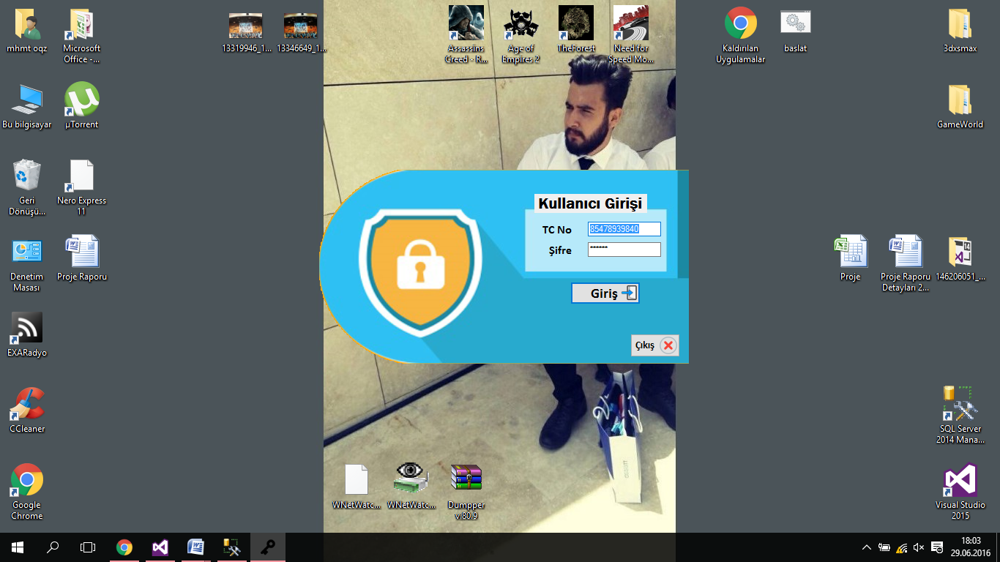 mhmt oqz
Microsoft
Office -...
13319946_1...
13346649_1...
Assassins
Creed - R...
Age of
Empires 2
TheForest
Need for
Speed Mo...
Kaldırılan
Uygulamalar
baslat
3dxsmax
Bu bilgisayar
µTorrent
GameWorld
Geri
Dönüşü...
Nero Express
11
Kullanıcı Girişi
TC No
85478939840
Şifre
******
Giriş
Çıkış
Denetim
Masası
Proje Raporu
Proje
Proje Raporu
Detayları 2...
14
146206051_...
EXARadyo
CCleaner
SQL Server
2014 Mana...
Google
Chrome
WNetWatc...
WNetWatc...
Dumpper
v.80.9
Visual Studio
2015
18:03
29.06.2016